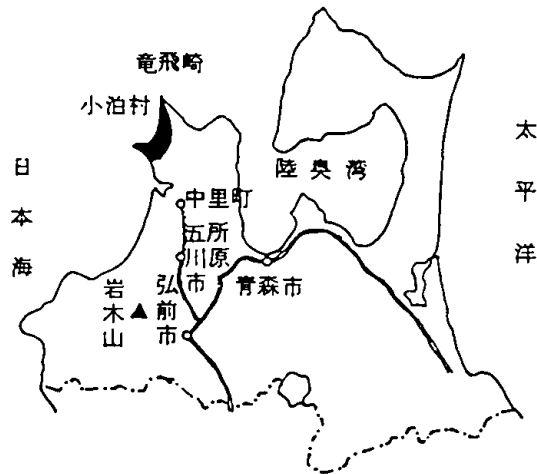 竜飛崎
小泊村
太平洋
日本海
陸奥湾
中里町
五所川原市
青森市
弘前市
岩木山